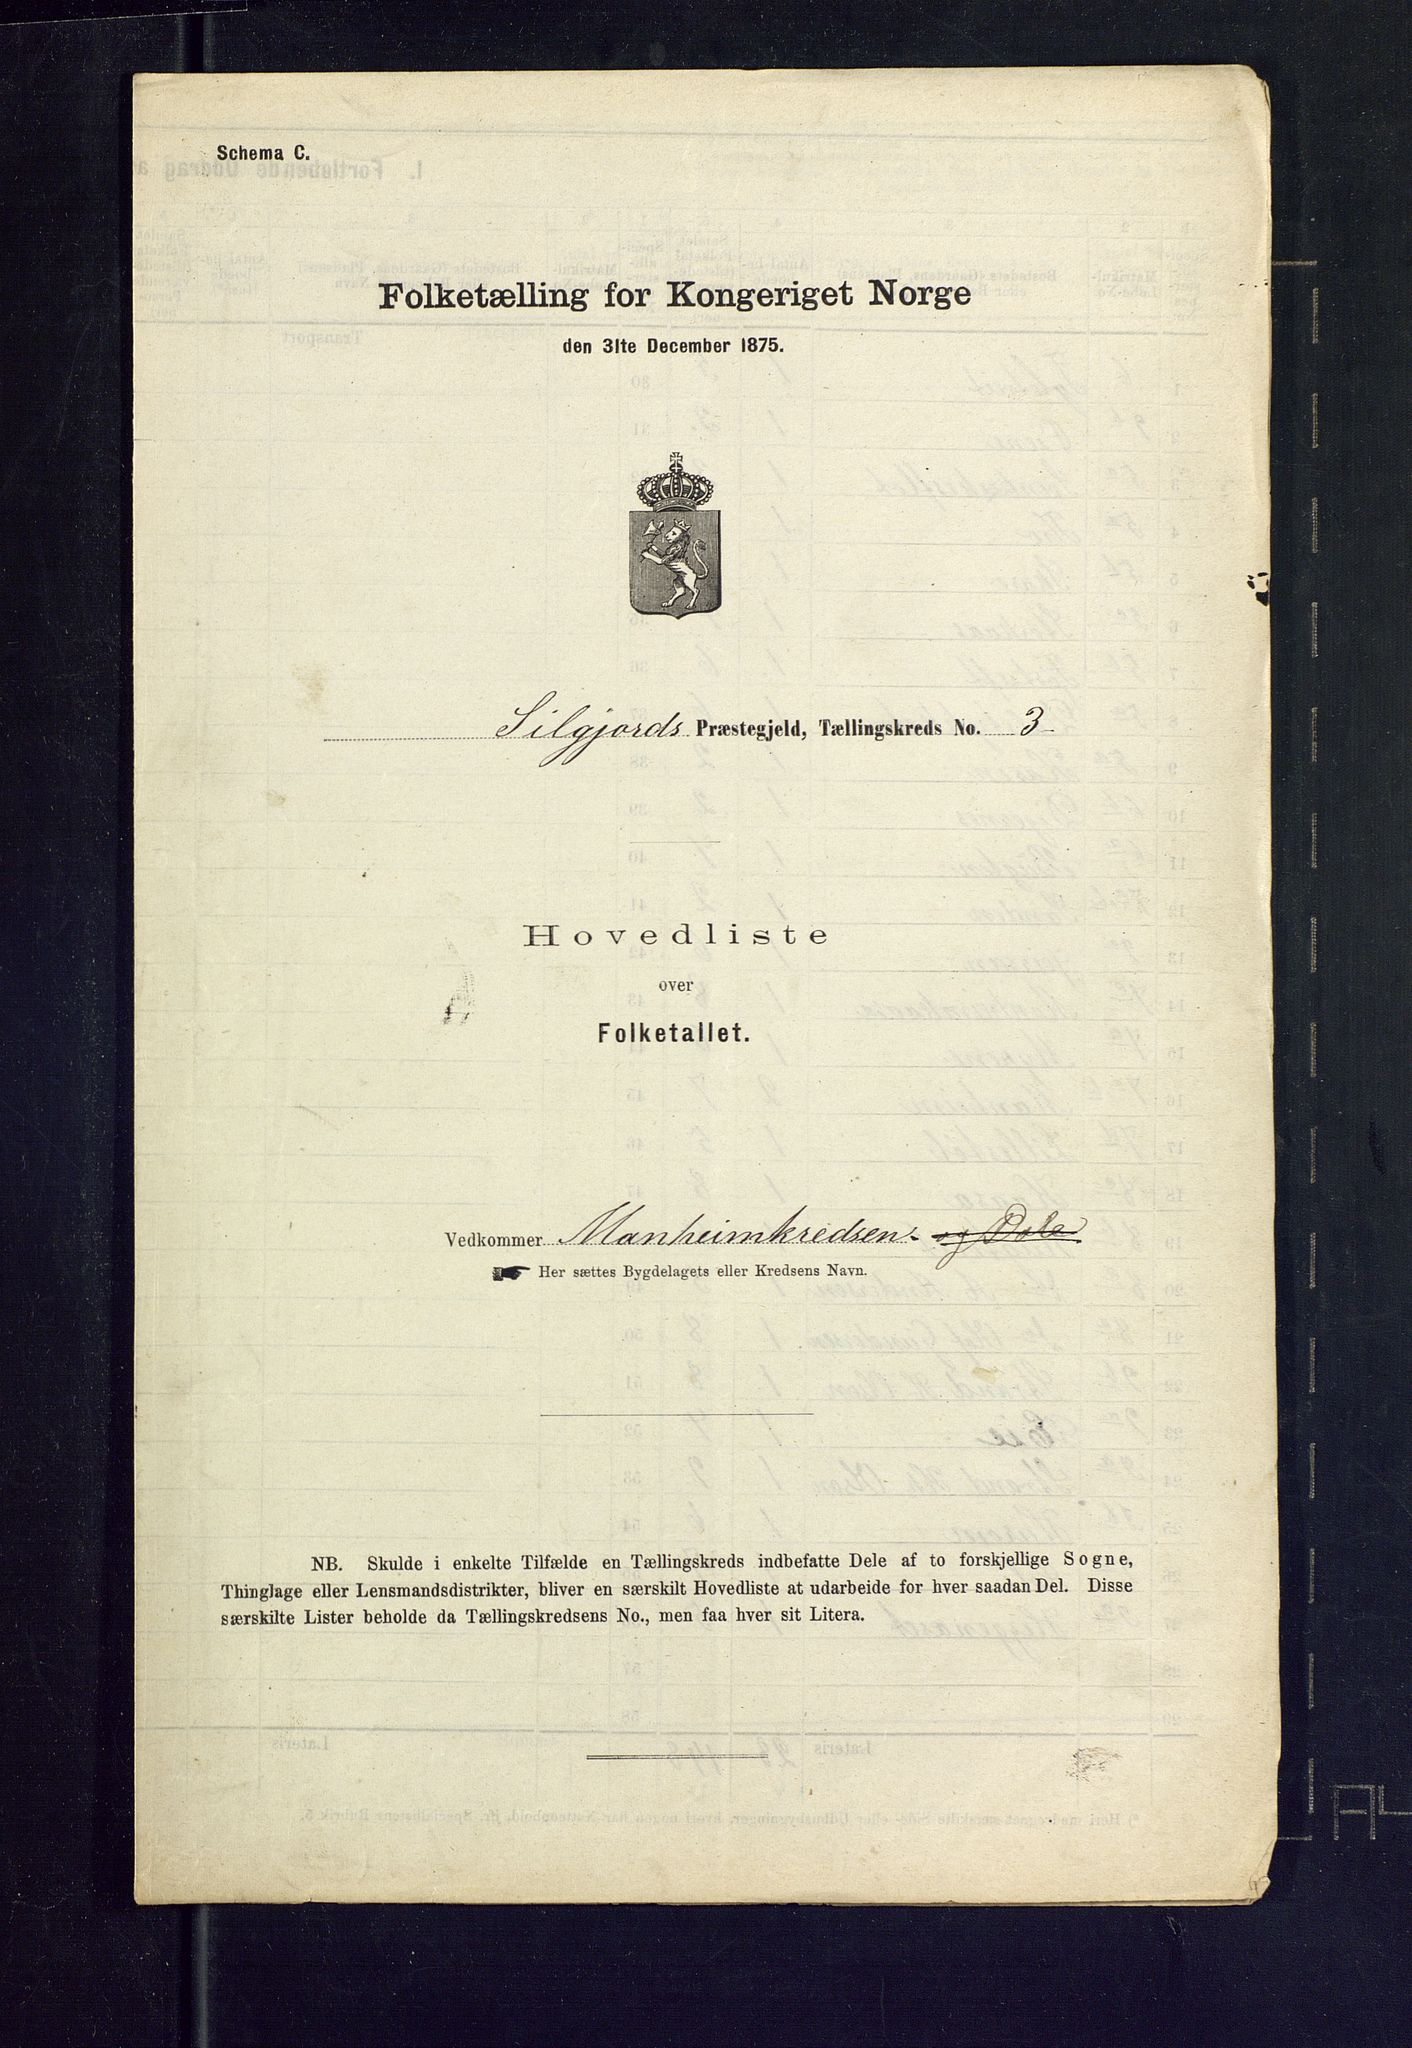 Schema C.
Folketælling for Kongeriget Norge
den 31te December 1875.
Silgjords Præstegjeld, Tællingskreds No. 3
Hovedliste
over
Folketallet.
Vedkommer Manheimkredsen. og Dale
Her sættes Bygdelagets eller Kredsens Navn.
NB. Skulde i enkelte Tilfælde en Tællingskreds indbefatte Dele af to forskjellige Sogne,
Thinglage eller Lensmandsdistrikter, bliver en særskilt Hovedliste at udarbeide for hver saadan Del. Disse
særskilte Lister beholde da Tællingskredsens No., men faa hver sit Litera.